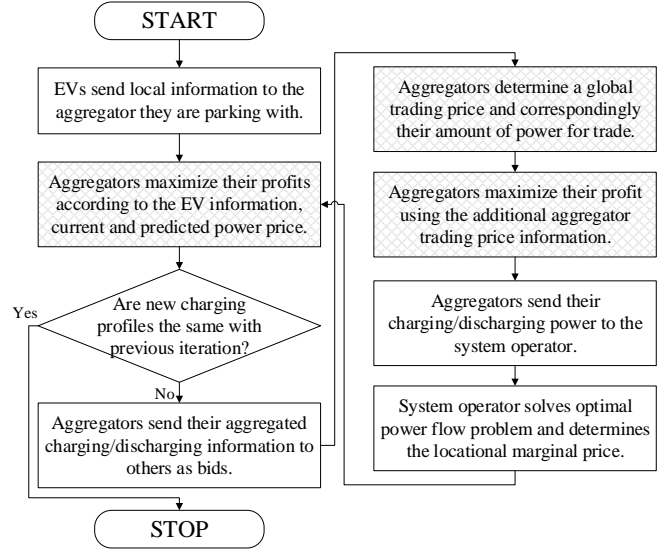 START
EVs send local information to the
aggregator they are parking with.
Aggregators maximize their profits
according to the EV information,
current and predicted power price.
Are new charging
profiles the same with
previous iteration?
Yes
No
Aggregators send their aggregated
charging/discharging information to
others as bids.
STOP
Aggregators determine a global
trading price and correspondingly
their amount of power for trade.
Aggregators maximize their profit
using the additional aggregator
trading price information.
Aggregators send their
charging/discharging power to the
system operator.
System operator solves optimal
power flow problem and determines
the locational marginal price.